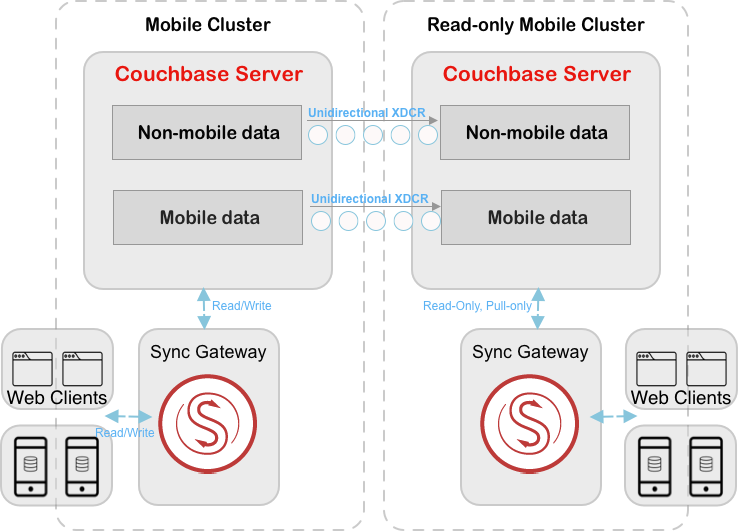 Mobile Cluster
Read-only Mobile Cluster
Couchbase Server
Couchbase Server
Non-mobile data
Unidirectional XDCR
Non-mobile data
Mobile data
Unidirectional XDCR
Mobile data
Read/Write
Read-Only, Pull-only
Sync Gateway
Sync Gateway
Web Clients
Web Clients
Read/Write